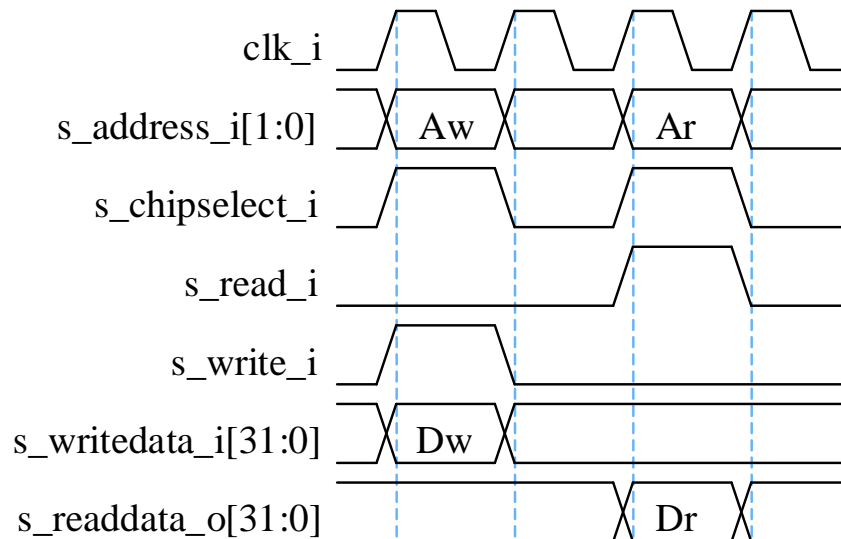 clk_i
s_address_i[1:0] Aw Ar
s_chipselect_i
s_read_i
s_write_i
s_writedata_i[31:0] Dw
s_readdata_o[31:0] Dr